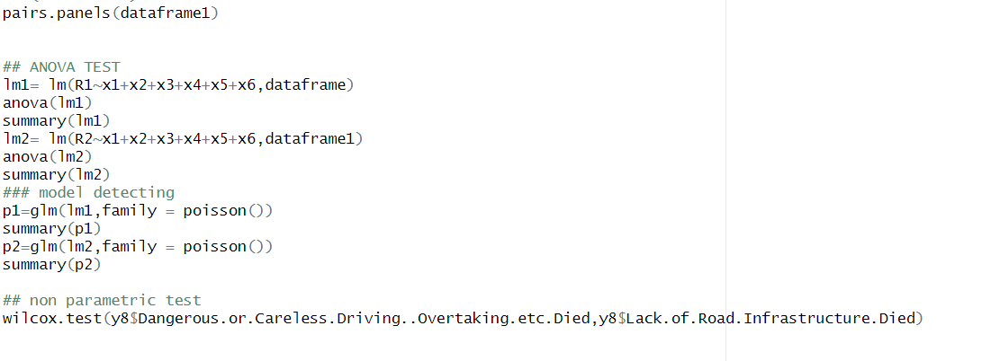 pairs.panels(dataframe1)
## ANOVA TEST
lm1= lm(R1~x1+x2+x3+x4+x5+x6,dataframe)
anova(lm1)
summary(lm1)
lm2= lm(R2~x1+x2+x3+x4+x5+x6,dataframe1)
anova(lm2)
summary(lm2)
### model detecting
p1=glm(lm1,family = poisson())
summary(p1)
p2=glm(lm2,family = poisson())
summary(p2)
## non parametric test
wilcox.test(y8$Dangerous.or.Careless.Driving..Overtaking.etc.Died,y8$Lack.of.Road.Infrastructure.Died)